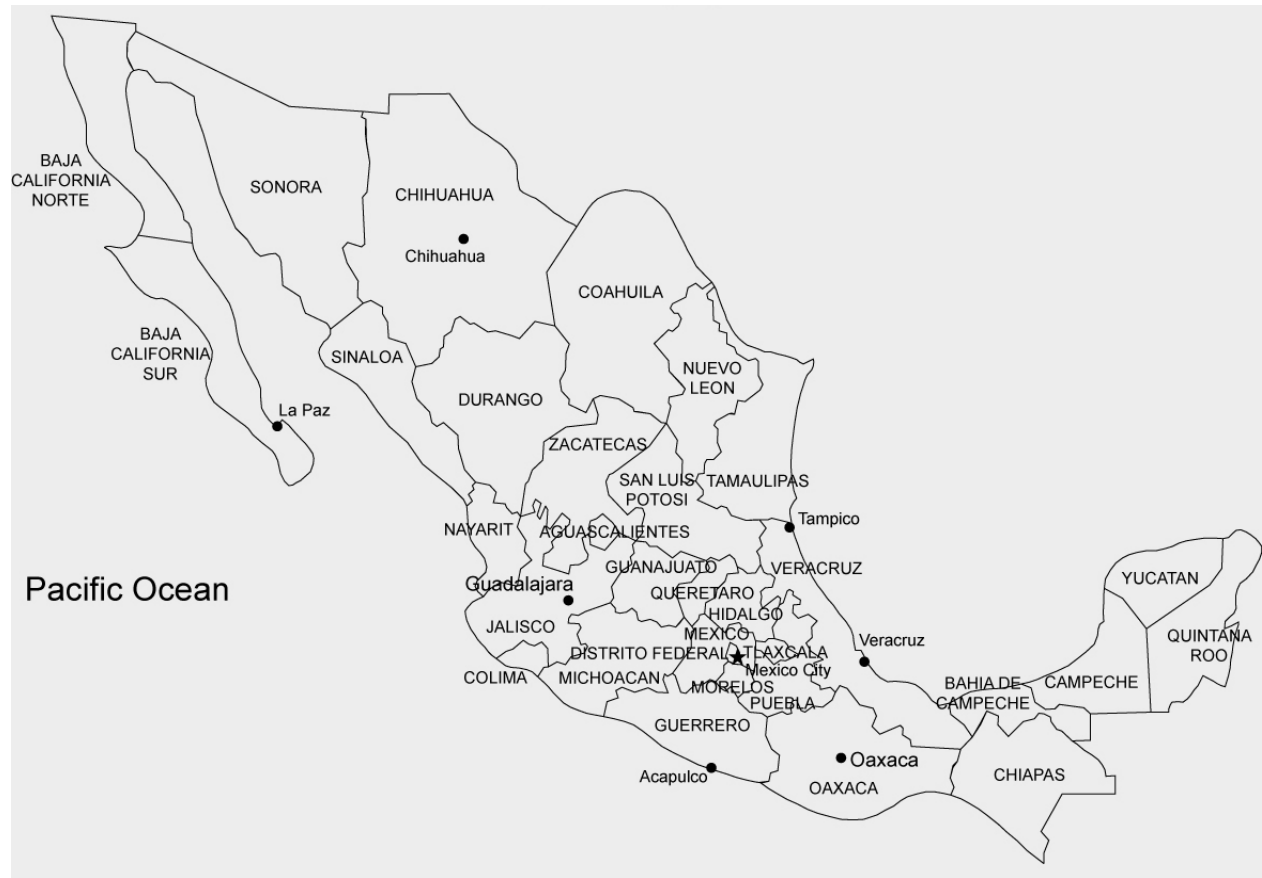 BAJA
CALIFORNIA
NORTE
SONORA
CHIHUAHUA
Chihuahua
COAHUILA
BAJA
CALIFORNIA
SUR
SINALOA
NUEVO
LEON
DURANGO
La Paz
ZACATECAS
SAN LUIS
POTOSI
TAMAULIPAS
NAYARIT
AGUASCALIENTES
Tampico
GUANAJUATO
VERACRUZ
YUCATAN
Pacific Ocean
Guadalajara
QUERETARO
HIDALGO
JALISCO
MEXICO
Veracruz
QUINTANA
ROO
DISTRITO FEDERAL
TLAXCALA
Mexico City
COLIMA
MICHOACAN
MORELOS
PUEBLA
BAHIA DE
CAMPECHE
CAMPECHE
GUERRERO
Oaxaca
Acapulco
OAXACA
CHIAPAS